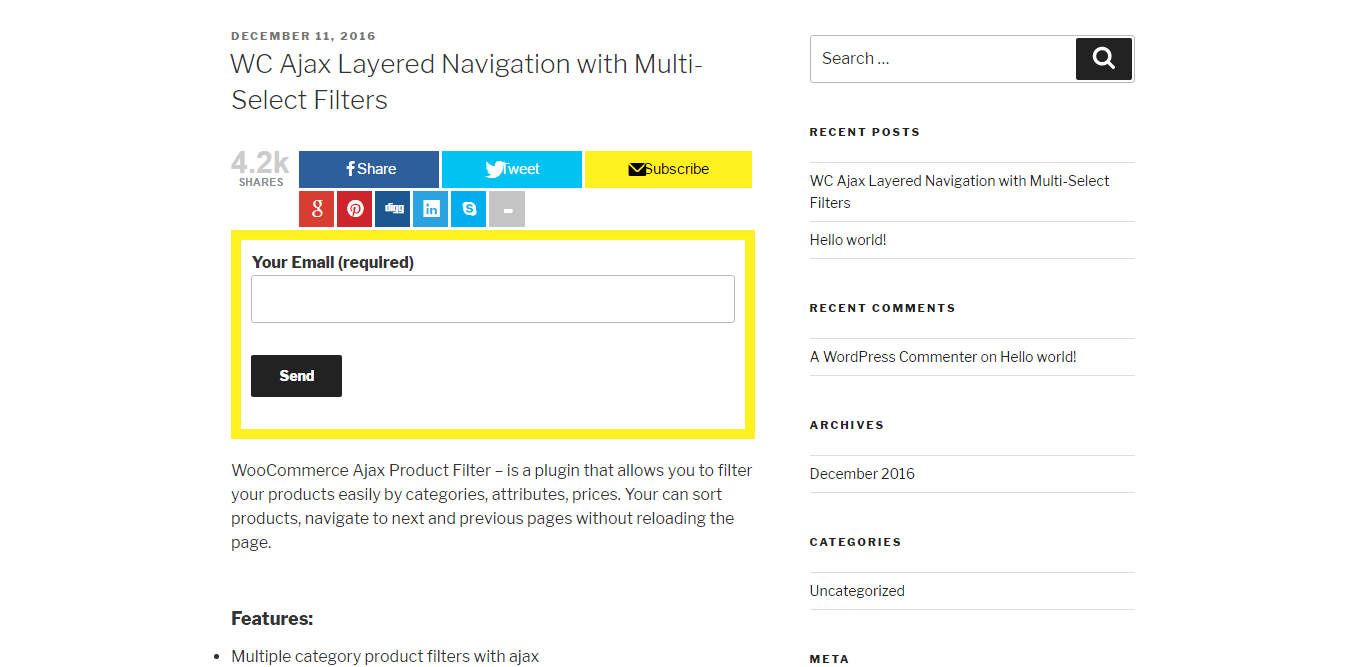 DECEMBER 11, 2016
WC Ajax Layered Navigation with Multi-
Select Filters
4.2k
SHARES
Share
Tweet
Subscribe
digg
in
Your Email (required)
Send
WooCommerce Ajax Product Filter – is a plugin that allows you to filter
your products easily by categories, attributes, prices. Your can sort
products, navigate to next and previous pages without reloading the
page.
Features:
Multiple category product filters with ajax
Search …
RECENT POSTS
WC Ajax Layered Navigation with Multi-Select
Filters
Hello world!
RECENT COMMENTS
A WordPress Commenter on Hello world!
ARCHIVES
December 2016
CATEGORIES
Uncategorized
META